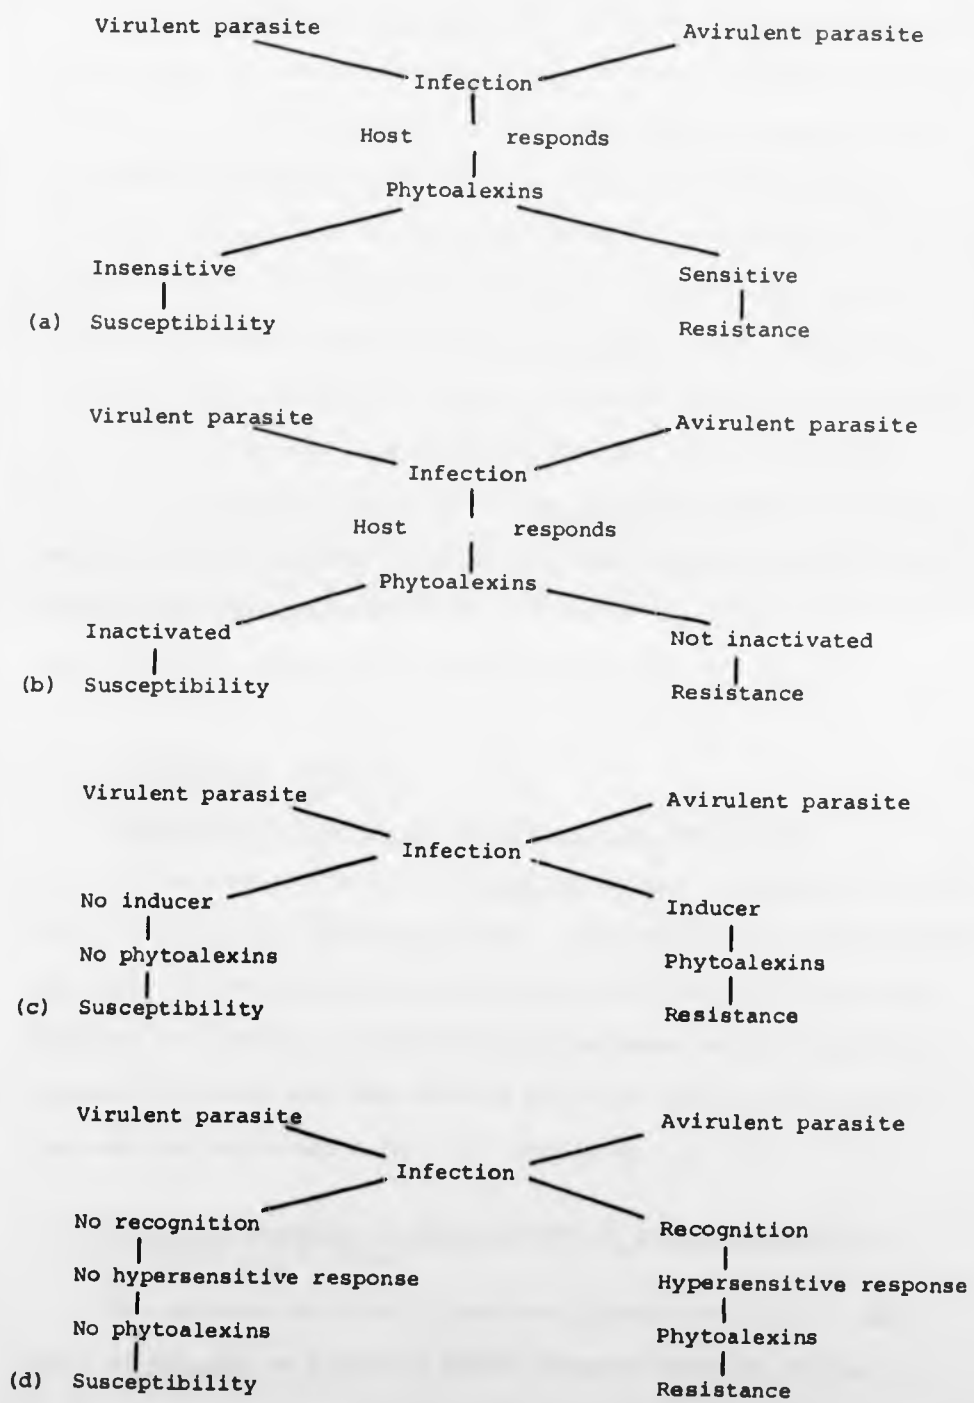 Virulent parasite Avirulent parasite
Infection
Host responds
Phytoalexins
Insensitive Sensitive
(a) Susceptibility Resistance
Virulent parasite Avirulent parasite
Infection
Host responds
Phytoalexins
Inactivated Not inactivated
(b) Susceptibility Resistance
Virulent parasite Avirulent parasite
Infection
No inducer Inducer
No phytoalexins Phytoalexins
(c) Susceptibility Resistance
Virulent parasite Avirulent parasite
Infection
No recognition Recognition
No hypersensitive response Hypersensitive response
No phytoalexins Phytoalexins
(d) Susceptibility Resistance